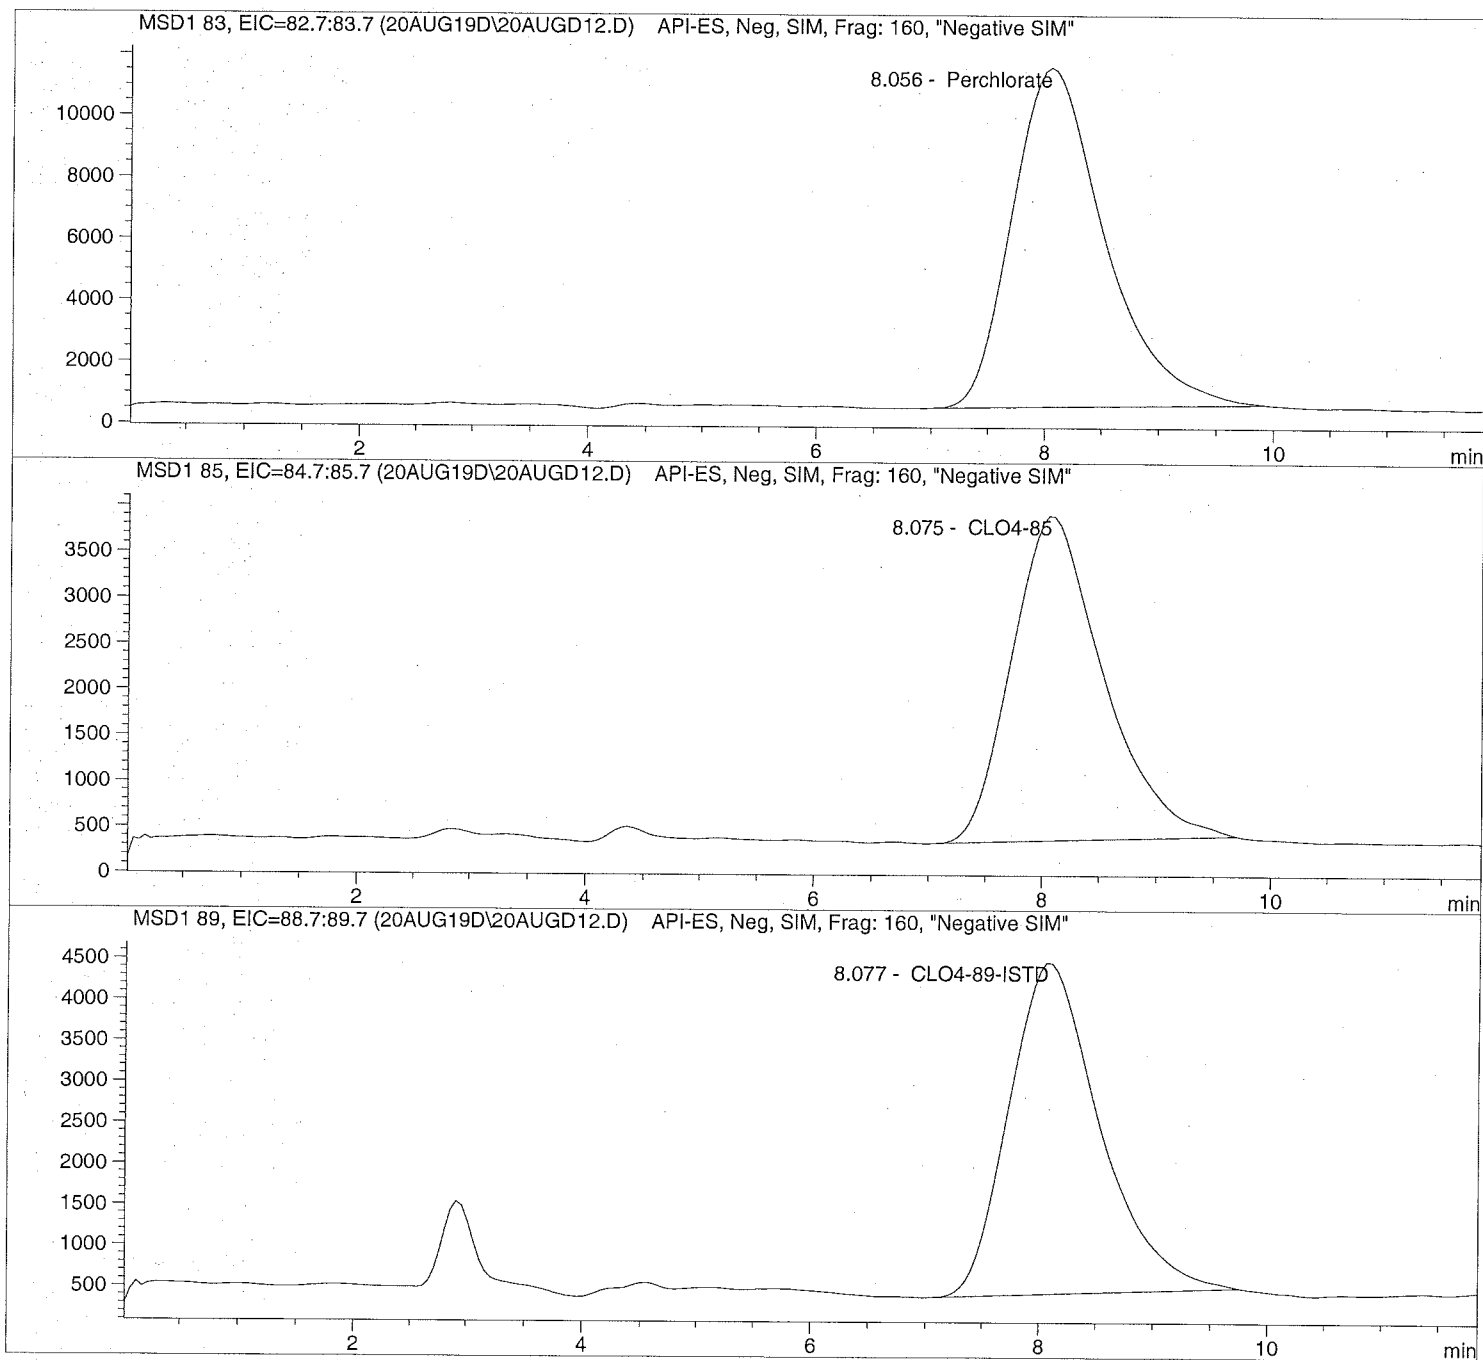 MSD1 83, EIC=82.7:83.7 (20AUG19D\20AUGD12.D) API-ES, Neg, SIM, Frag: 160, "Negative SIM"
8.056 - Perchlorate
10000
8000
6000
4000
2000
0
2 4 6 8 10 min
MSD1 85, EIC=84.7:85.7 (20AUG19D\20AUGD12.D) API-ES, Neg, SIM, Frag: 160, "Negative SIM"
8.075 - CLO4-85
3500
3000
2500
2000
1500
1000
500
0
2 4 6 8 10 min
MSD1 89, EIC=88.7:89.7 (20AUG19D\20AUGD12.D) API-ES, Neg, SIM, Frag: 160, "Negative SIM"
4500
8.077 - CLO4-89-ISTD
4000
3500
3000
2500
2000
1500
1000
500
2 4 6 8 10 min